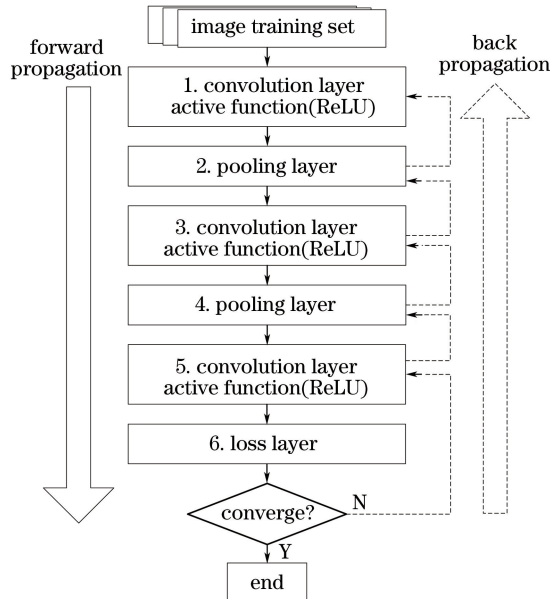 image training set
forward
propagation
back
propagation
1. convolution layer
active function(ReLU)
2. pooling layer
3. convolution layer
active function(ReLU)
4. pooling layer
5. convolution layer
active function(ReLU)
6. loss layer
converge?
N
Y
end